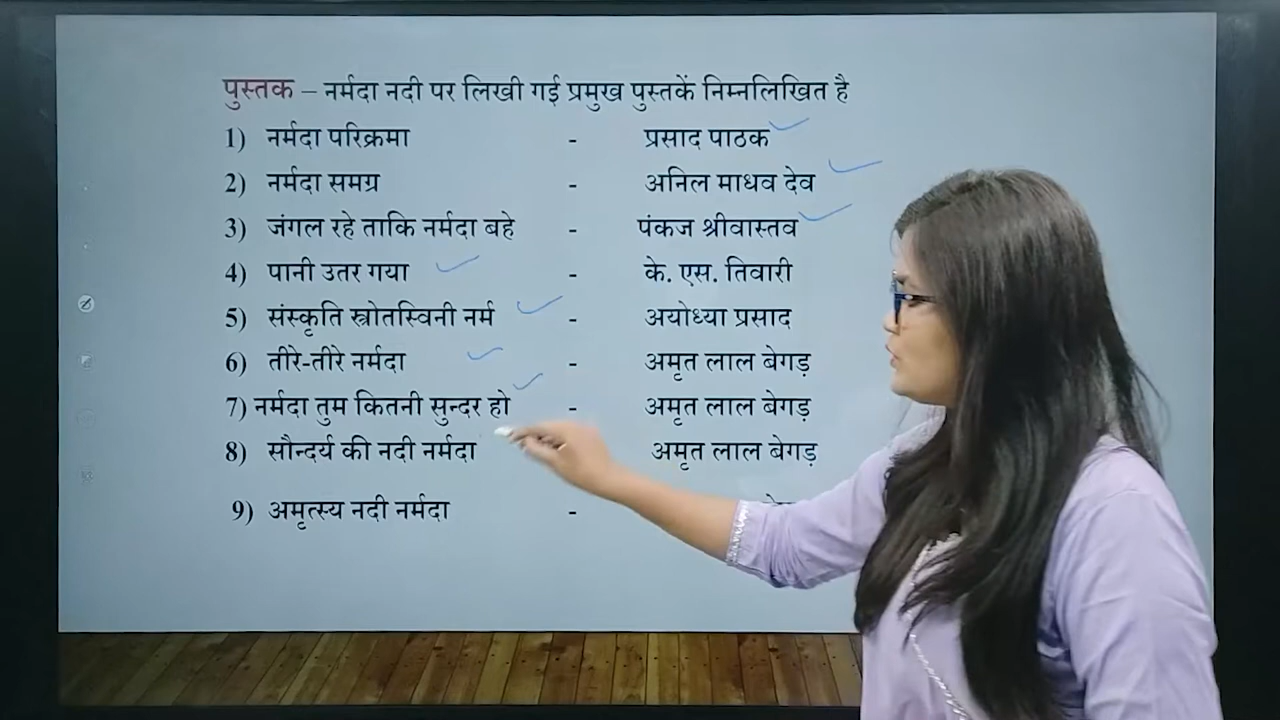 पुस्तक – नर्मदा नदी पर लिखी गई प्रमुख पुस्तकें निम्नलिखित है
1) नर्मदा परिक्रमा - प्रसाद पाठक
2) नर्मदा समग्र - अनिल माधव देव
3) जंगल रहे ताकि नर्मदा बहे - पंकज श्रीवास्तव
4) पानी उतर गया - के. एस. तिवारी
5) संस्कृति स्त्रोतस्विनी नर्म - अयोध्या प्रसाद
6) तीरे-तीरे नर्मदा - अमृत लाल बेगड़
7) नर्मदा तुम कितनी सुन्दर हो - अमृत लाल बेगड़
8) सौन्दर्य की नदी नर्मदा अमृत लाल बेगड़
9) अमृत्स्य नदी नर्मदा -